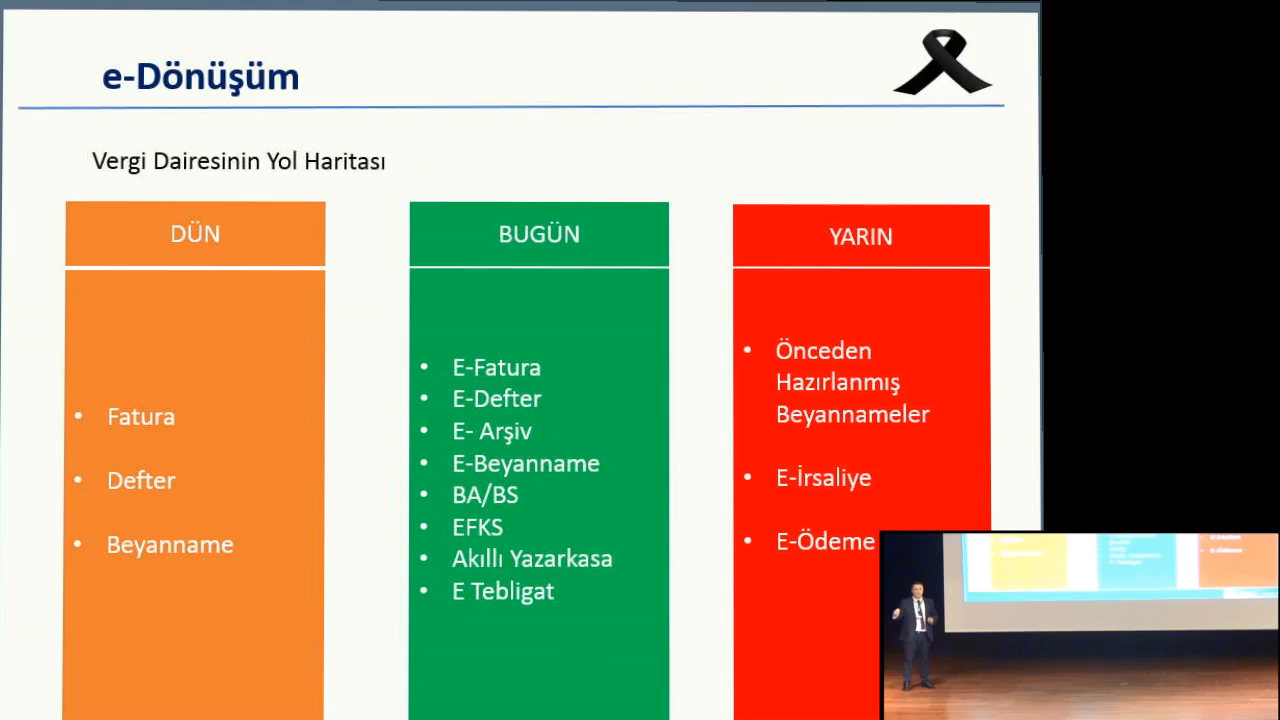 e-Dönüşüm
Vergi Dairesinin Yol Haritası
DÜN
• Fatura
• Defter
• Beyanname
BUGÜN
• E-Fatura
• E-Defter
• E- Arşiv
• E-Beyanname
• BA/BS
• EFKS
• Akıllı Yazarkasa
• E Tebligat
YARIN
• Önceden
Hazırlanmış
Beyannameler
• E-İrsaliye
• E-Ödeme